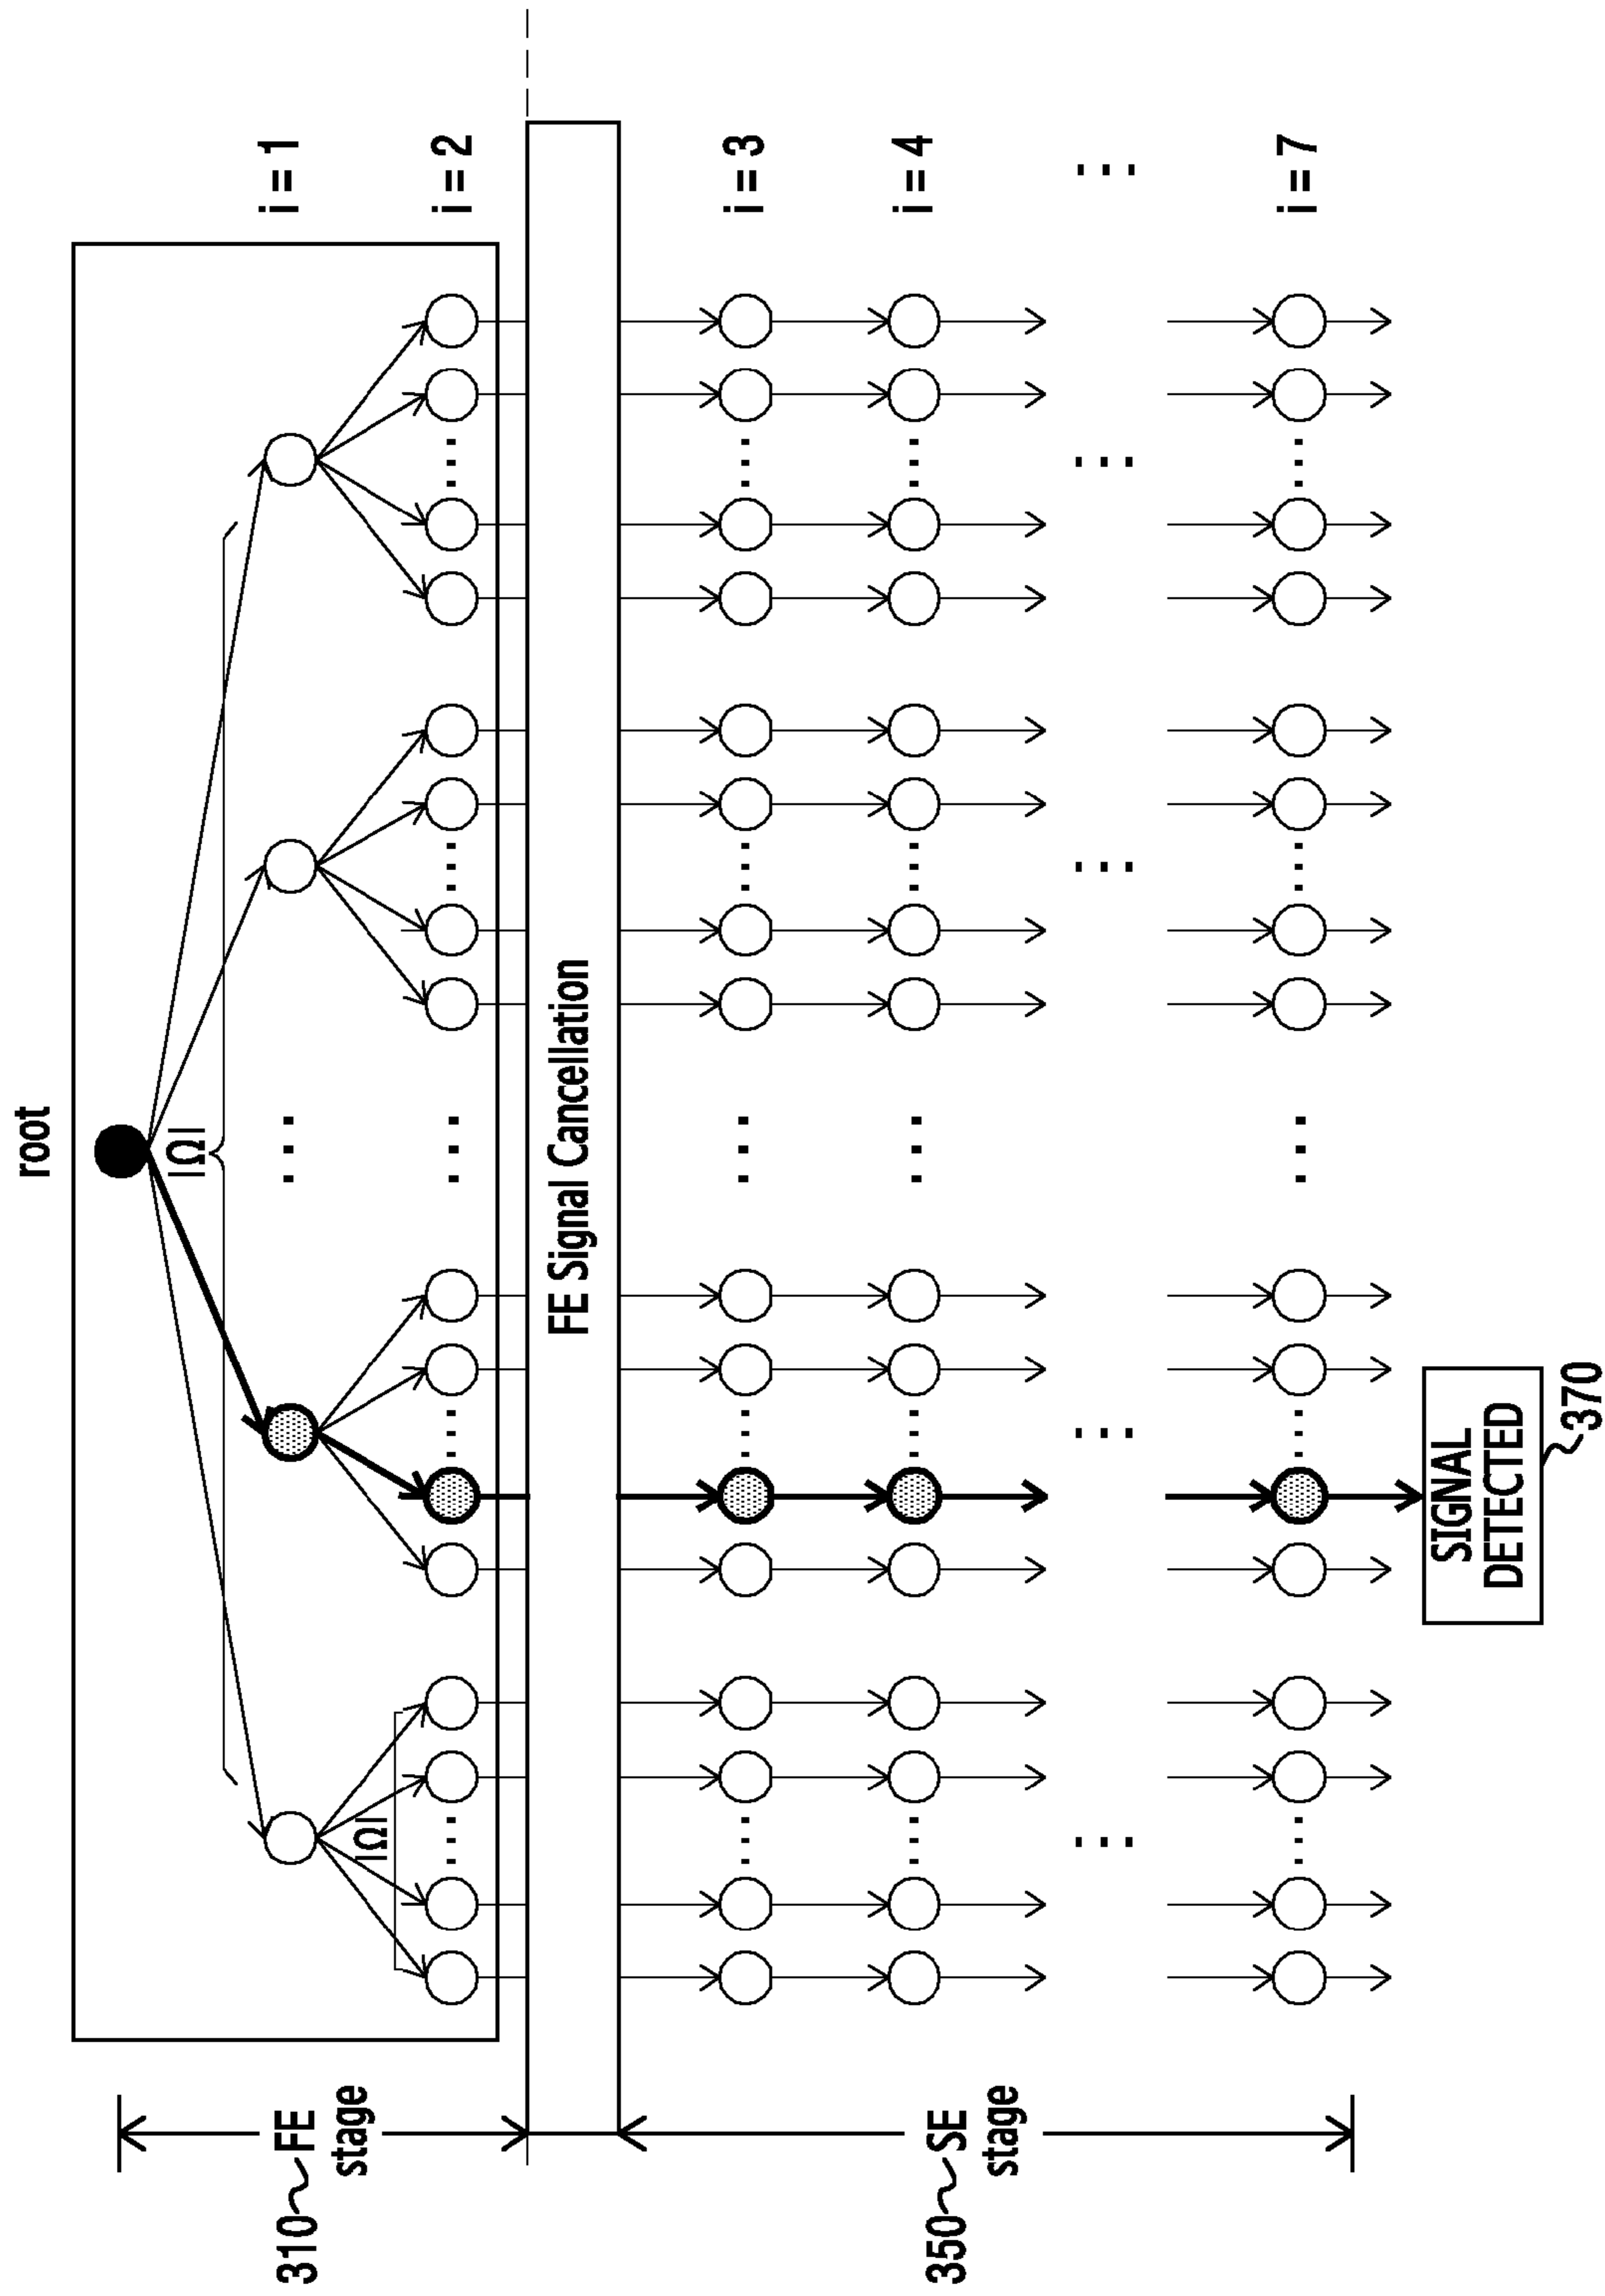 root
|Ω|
i = 1
|Ω|
i = 2
310 FE
stage
FE Signal Cancellation
i = 3
i = 4
...
350 SE
stage
i = 7
SIGNAL
DETECTED
370